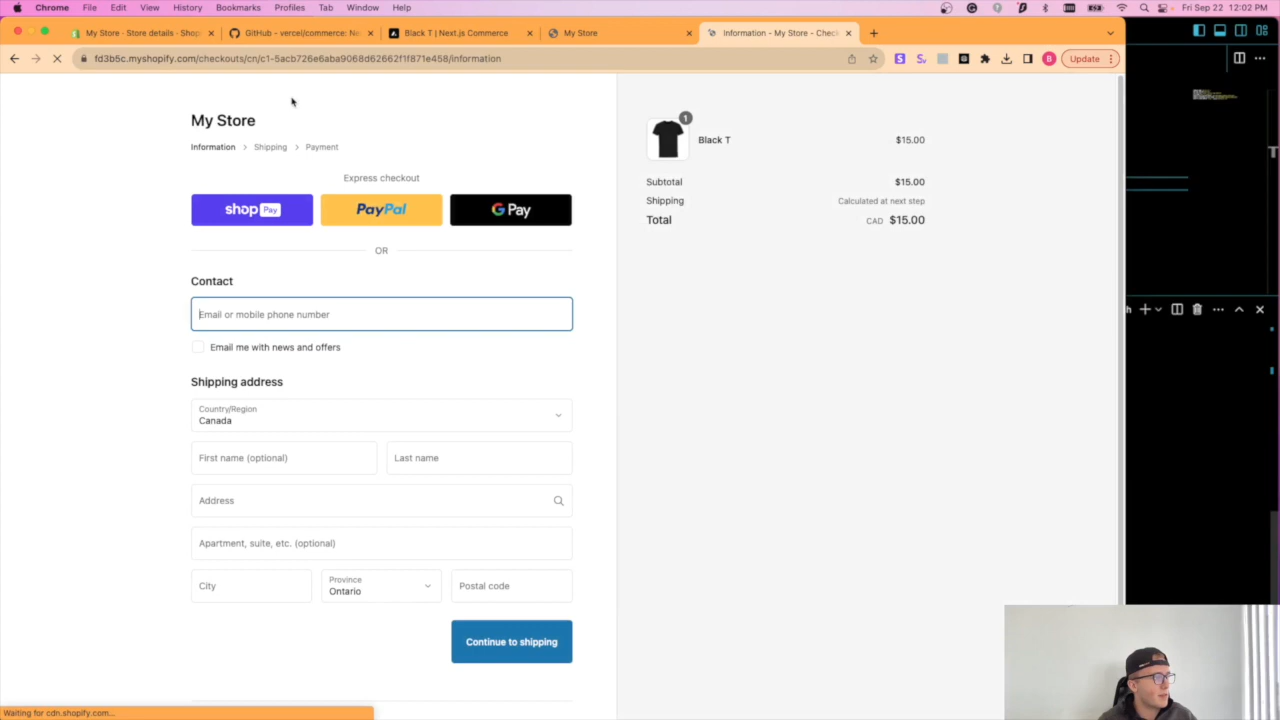 Chrome File Edit View History Bookmarks Profiles Tab Window Help Fri Sep 22 12:02 PM
My Store · Store details · Shop GitHub - vercel/commerce: Ne Black T | Next.js Commerce My Store Information - My Store - Chec
fd3b5c.myshopify.com/checkouts/cn/c1-5acb726e6aba9068d62662f1f871e458/information B Update
My Store
Information > Shipping > Payment
Express checkout
shop Pay PayPal G Pay
OR
Contact
Email or mobile phone number
Email me with news and offers
Shipping address
Country/Region
Canada
First name (optional) Last name
Address
Apartment, suite, etc. (optional)
City Province Ontario Postal code
Continue to shipping
1
Black T $15.00
Subtotal $15.00
Shipping Calculated at next step
Total CAD $15.00
Waiting for cdn.shopify.com...